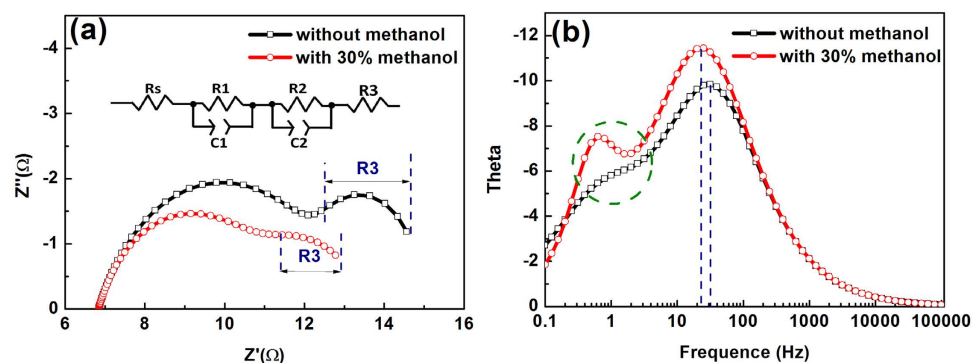 (a)
without methanol
with 30% methanol
Rs R1 R2 R3
C1 C2
R3
R3
-4
-3
-2
-1
0
Z''(Ω)
6 8 10 12 14 16
Z'(Ω)
(b)
without methanol
with 30% methanol
-12
-10
-8
-6
-4
-2
0
Theta
0.1 1 10 100 1000 10000 100000
Frequence (Hz)